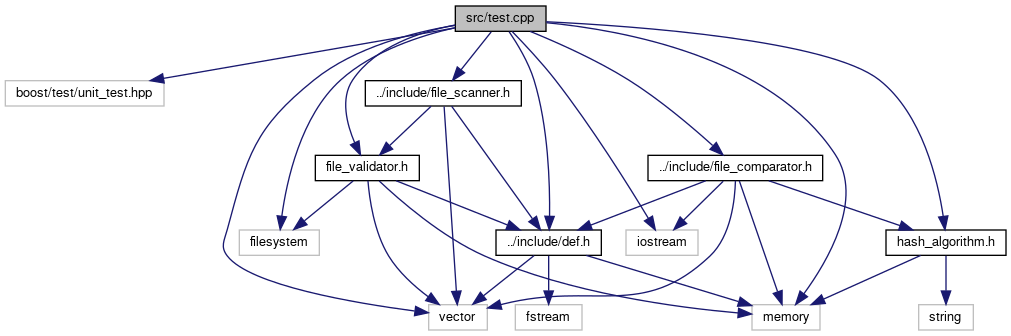 src/test.cpp
boost/test/unit_test.hpp
../include/file_scanner.h
file_validator.h
../include/file_comparator.h
filesystem
../include/def.h
iostream
hash_algorithm.h
vector
fstream
memory
string